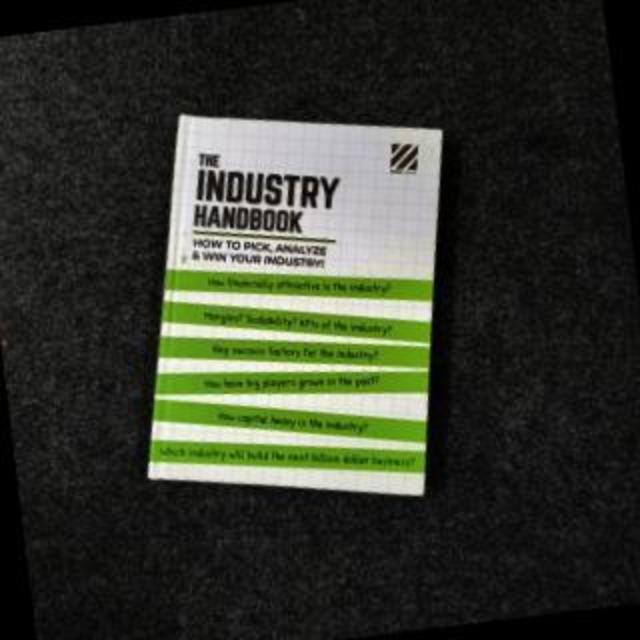 THE
INDUSTRY
HANDBOOK
HOW TO PICK, ANALYZE
& WIN YOUR INDUSTRY!
How financially attractive is the industry?
Margins? Scalability? KPIs of the industry?
Key success factors for the industry?
How have big players grown in the past?
How capital heavy is the industry?
Which industry will build the next billion dollar business?